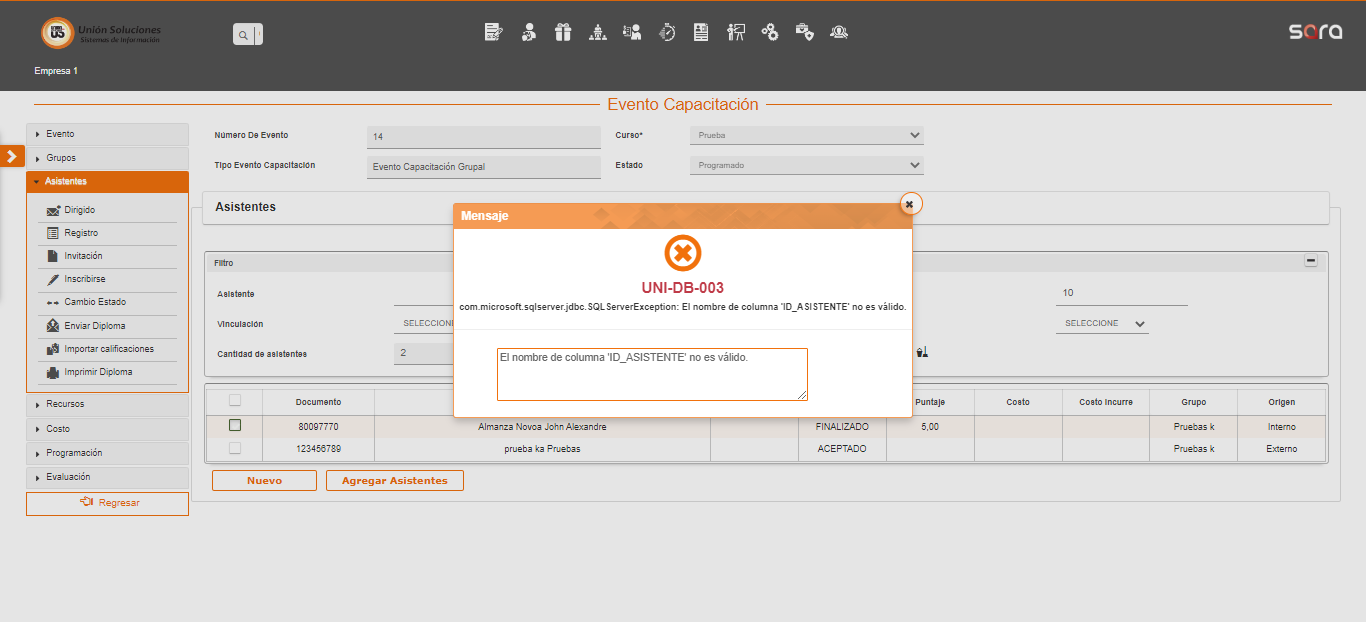 Unión Soluciones
Sistemas de Información
sora
Empresa 1
Evento Capacitación
Evento
Grupos
Asistentes
Dirigido
Registro
Invitación
Inscribirse
Cambio Estado
Enviar Diploma
Importar calificaciones
Imprimir Diploma
Recursos
Costo
Programación
Evaluación
Regresar
Número De Evento 14 Curso* Prueba
Tipo Evento Capacitación Evento Capacitación Grupal Estado Programado
Asistentes
Mensaje
UNI-DB-003
com.microsoft.sqlserver.jdbc.SQLServerException: El nombre de columna 'ID_ASISTENTE' no es válido.
El nombre de columna 'ID_ASISTENTE' no es válido.
Filtro
Asistente 10
Vinculación SELECCIONE
Cantidad de asistentes 2
Documento Puntaje Costo Costo Incurre Grupo Origen
80097770 Almanza Novoa John Alexandre FINALIZADO 5,00 Pruebas k Interno
123456789 prueba ka Pruebas ACEPTADO Pruebas k Externo
Nuevo Agregar Asistentes